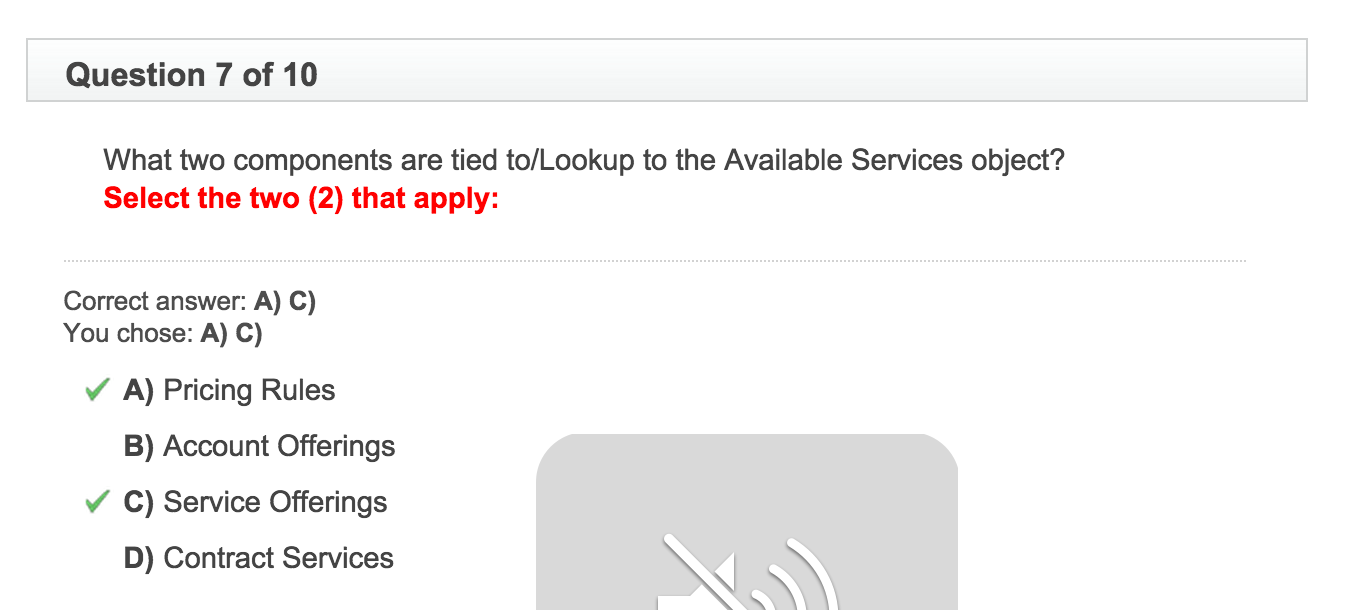 Question 7 of 10
What two components are tied to/Lookup to the Available Services object?
Select the two (2) that apply:
Correct answer: A) C)
You chose: A) C)
A) Pricing Rules
B) Account Offerings
C) Service Offerings
D) Contract Services